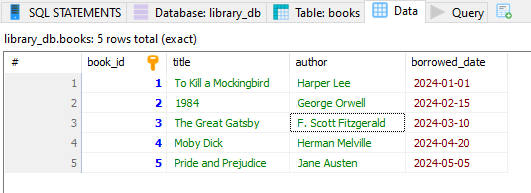 SQL STATEMENTS Database: library_db Table: books Data Query
library_db.books: 5 rows total (exact)
# book_id title author borrowed_date
1 1 To Kill a Mockingbird Harper Lee 2024-01-01
2 2 1984 George Orwell 2024-02-15
3 3 The Great Gatsby F. Scott Fitzgerald 2024-03-10
4 4 Moby Dick Herman Melville 2024-04-20
5 5 Pride and Prejudice Jane Austen 2024-05-05